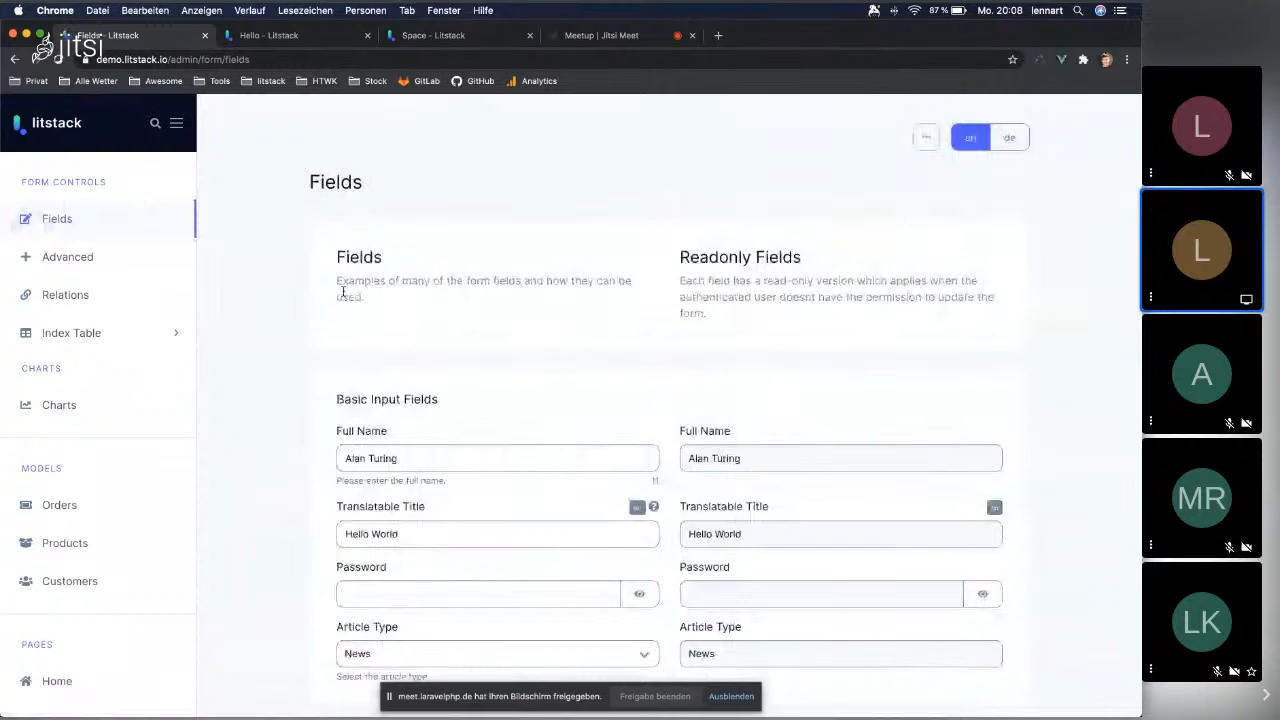 Chrome Datei Bearbeiten Anzeigen Verlauf Lesezeichen Personen Tab Fenster Hilfe 87 % Mo. 20:08 lennart
Fields - Litstack Hello - Litstack Space - Litstack Meetup | Jitsi Meet
jitsi
demo.litstack.io/admin/form/fields
Privat Alle Wetter Awesome Tools litstack HTWK Stock GitLab GitHub Analytics
litstack
en de
FORM CONTROLS
Fields
Advanced
Relations
Index Table
CHARTS
Charts
MODELS
Orders
Products
Customers
PAGES
Home
Fields
Fields
Examples of many of the form fields and how they can be
used.
Readonly Fields
Each field has a read-only version which applies when the
authenticated user doesnt have the permission to update the
form.
Basic Input Fields
Full Name
Alan Turing
Please enter the full name. 11
Full Name
Alan Turing
Translatable Title
Hello World
Translatable Title
Hello World
Password
Password
Article Type
News
Select the article type.
Article Type
News
meet.laravelphp.de hat Ihren Bildschirm freigegeben. Freigabe beenden Ausblenden
L
L
A
MR
LK